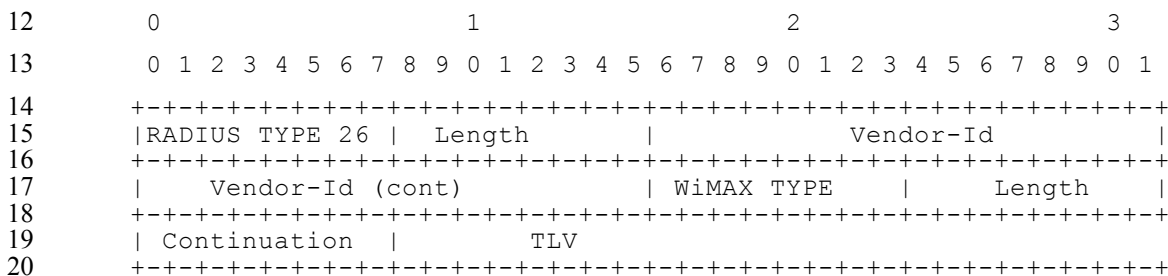 12 0 1 2 3
13 0 1 2 3 4 5 6 7 8 9 0 1 2 3 4 5 6 7 8 9 0 1 2 3 4 5 6 7 8 9 0 1
14 +-+-+-+-+-+-+-+-+-+-+-+-+-+-+-+-+-+-+-+-+-+-+-+-+-+-+-+-+-+-+-+-+
15 |RADIUS TYPE 26 | Length | Vendor-Id |
16 +-+-+-+-+-+-+-+-+-+-+-+-+-+-+-+-+-+-+-+-+-+-+-+-+-+-+-+-+-+-+-+-+
17 | Vendor-Id (cont) | WiMAX TYPE | Length |
18 +-+-+-+-+-+-+-+-+-+-+-+-+-+-+-+-+-+-+-+-+-+-+-+-+-+-+-+-+-+-+-+-+
19 | Continuation | TLV
20 +-+-+-+-+-+-+-+-+-+-+-+-+-+-+-+-+-+-+-+-+-+-+-+-+-+-+-+-+-+-+-+-+